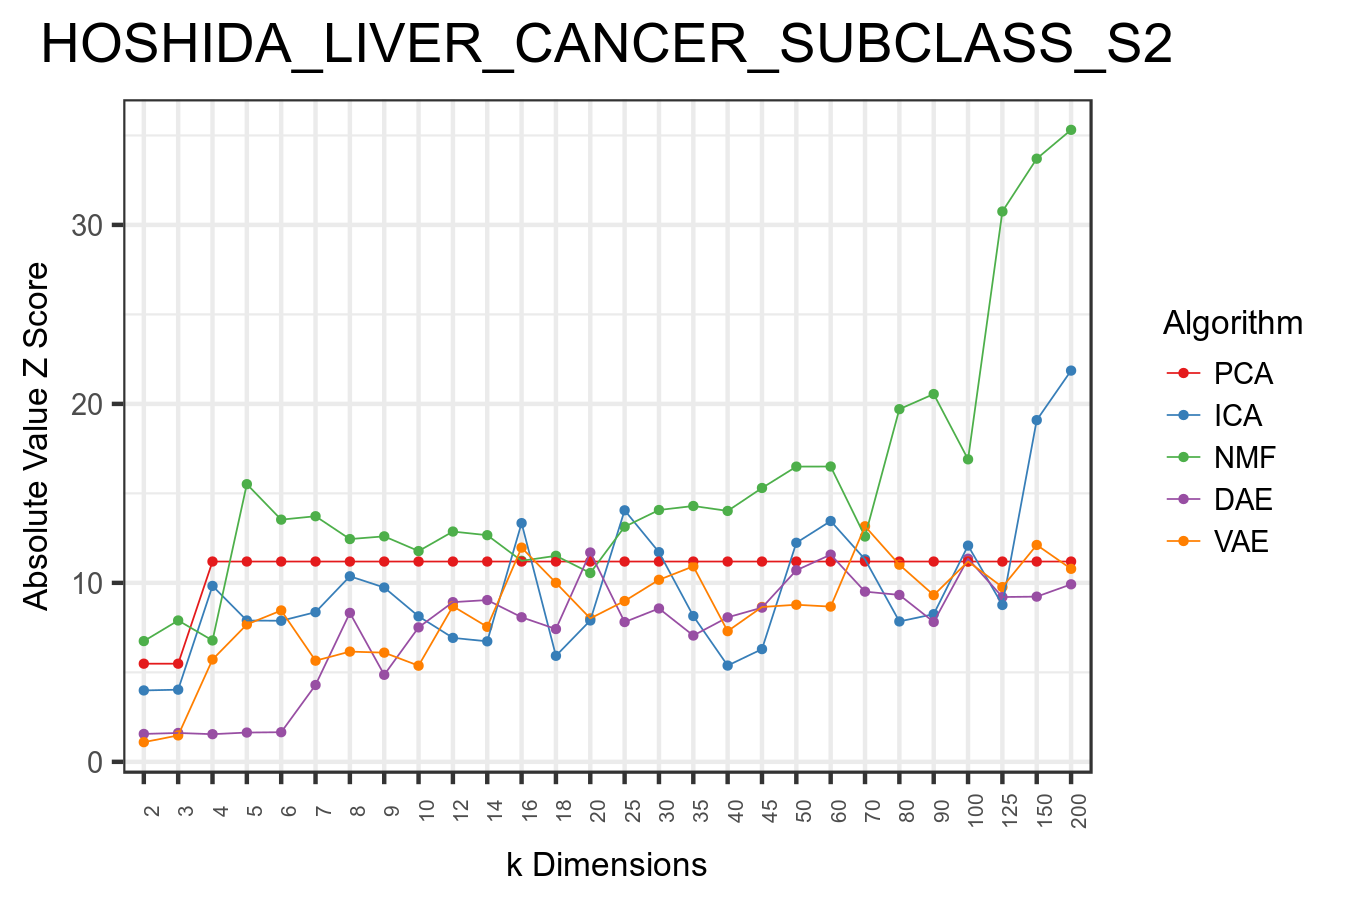 HOSHIDA_LIVER_CANCER_SUBCLASS_S2
Absolute Value Z Score
30
20
10
0
2 3 4 5 6 7 8 9 10 12 14 16 18 20 25 30 35 40 45 50 60 70 80 90 100 125 150 200
k Dimensions
Algorithm
PCA
ICA
NMF
DAE
VAE